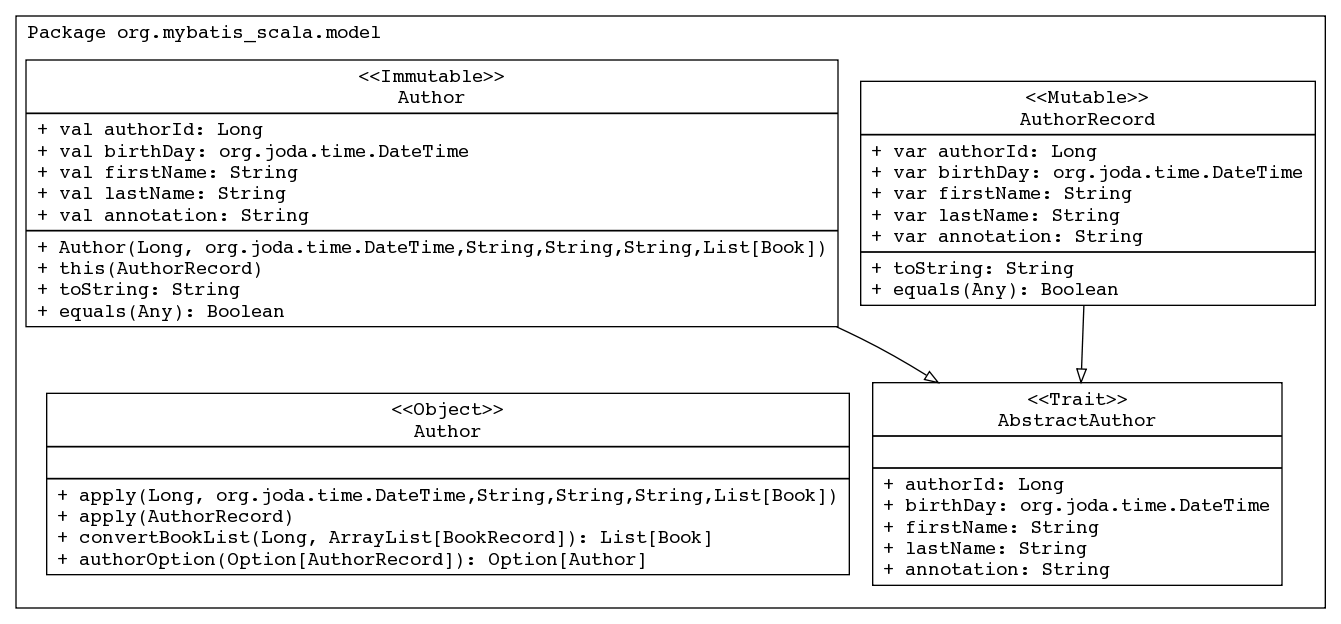 Package org.mybatis_scala.model
<<Immutable>>
Author
+ val authorId: Long
+ val birthDay: org.joda.time.DateTime
+ val firstName: String
+ val lastName: String
+ val annotation: String
+ Author(Long, org.joda.time.DateTime,String,String,String,List[Book])
+ this(AuthorRecord)
+ toString: String
+ equals(Any): Boolean
<<Mutable>>
AuthorRecord
+ var authorId: Long
+ var birthDay: org.joda.time.DateTime
+ var firstName: String
+ var lastName: String
+ var annotation: String
+ toString: String
+ equals(Any): Boolean
<<Object>>
Author
+ apply(Long, org.joda.time.DateTime,String,String,String,List[Book])
+ apply(AuthorRecord)
+ convertBookList(Long, ArrayList[BookRecord]): List[Book]
+ authorOption(Option[AuthorRecord]): Option[Author]
<<Trait>>
AbstractAuthor
+ authorId: Long
+ birthDay: org.joda.time.DateTime
+ firstName: String
+ lastName: String
+ annotation: String